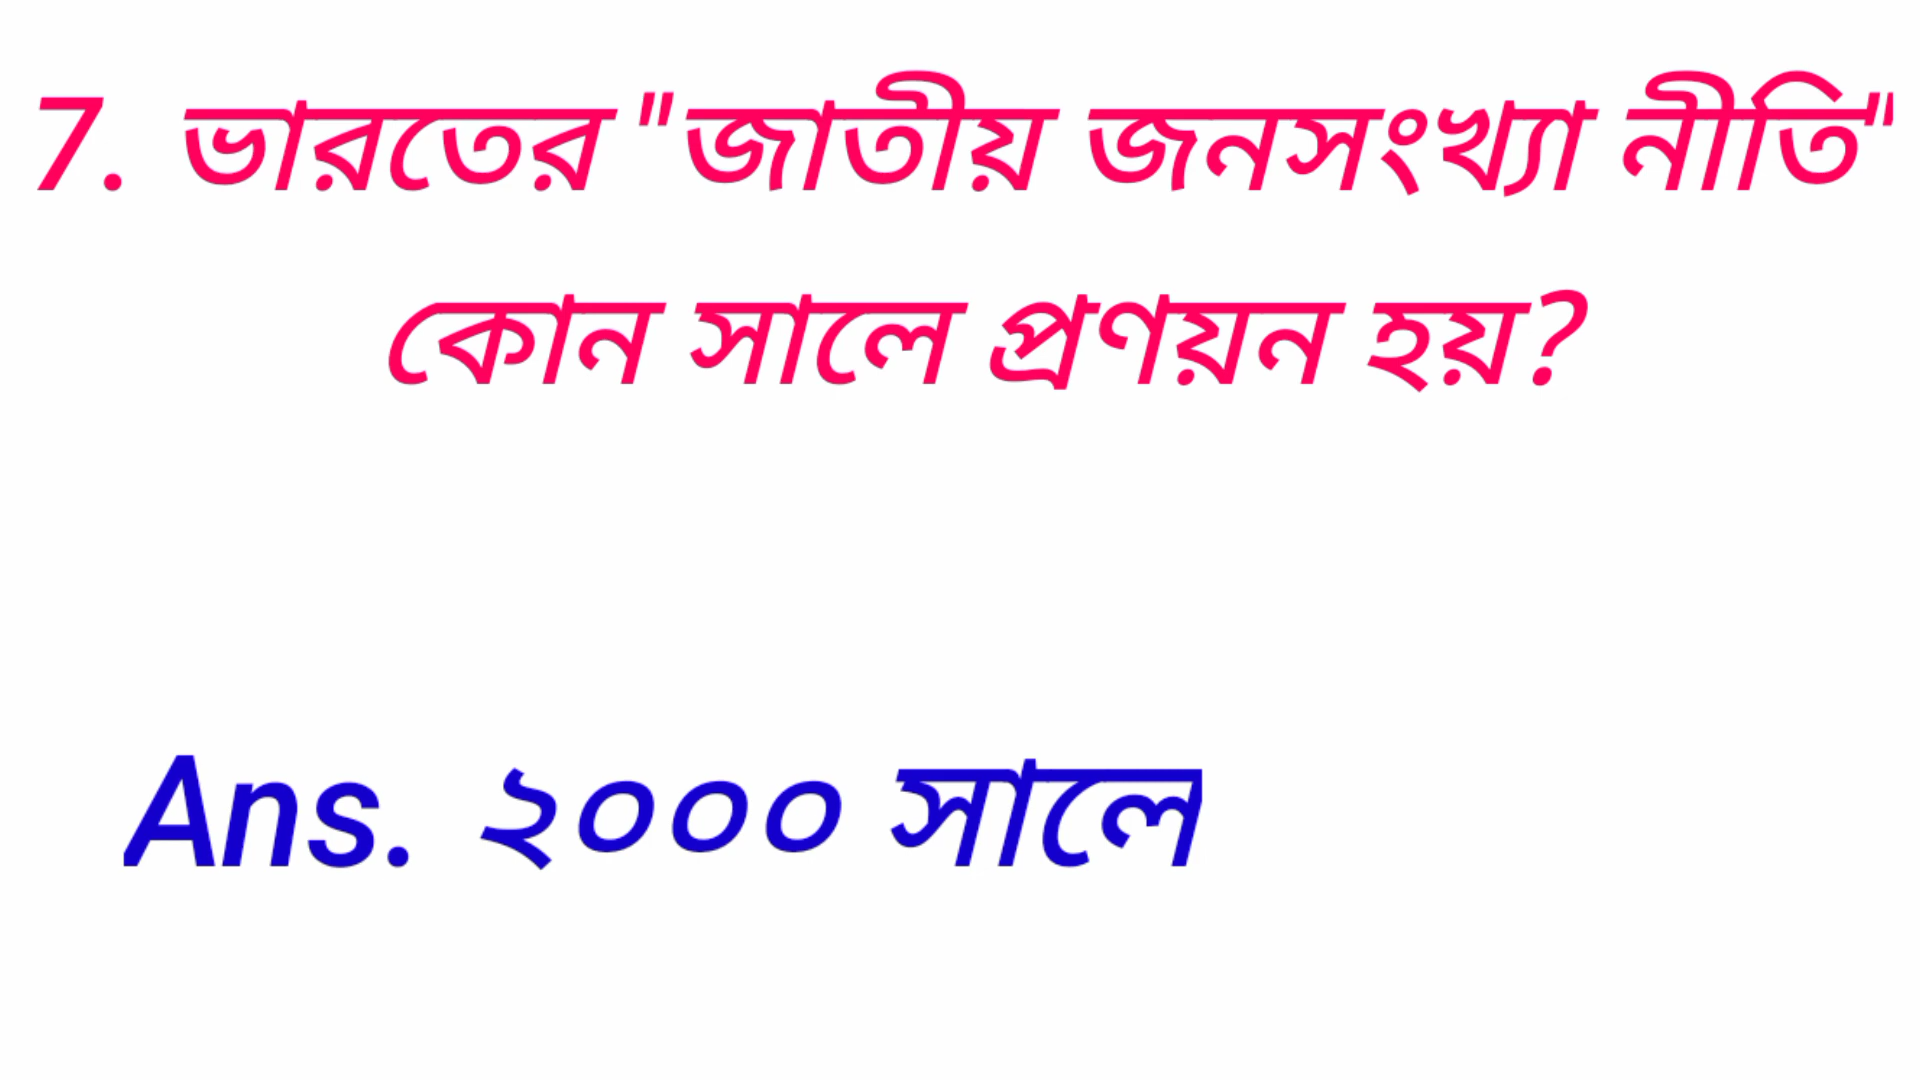 7. ভারতের "জাতীয় জনসংখ্যা নীতি"
কোন সালে প্রণয়ন হয়?
Ans. ২০০০ সালে